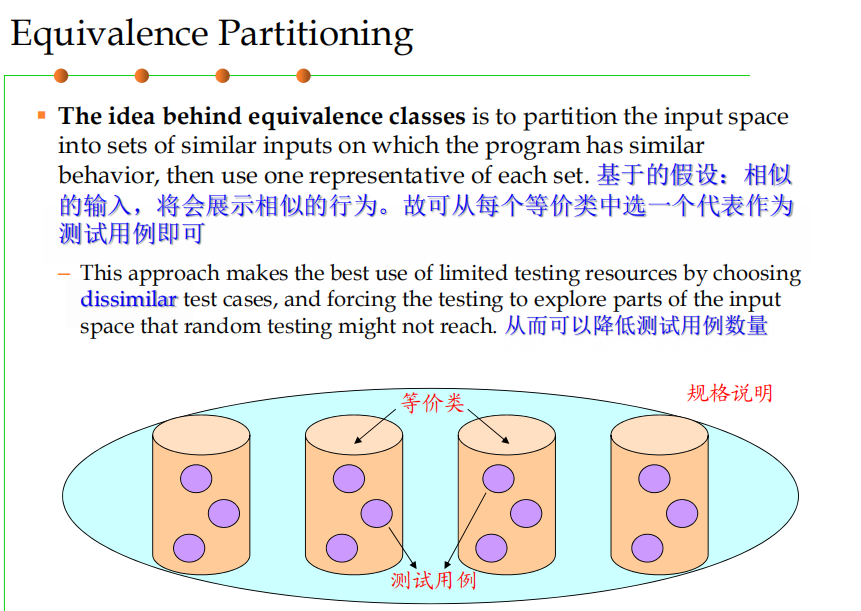 Equivalence Partitioning
The idea behind equivalence classes is to partition the input space
into sets of similar inputs on which the program has similar
behavior, then use one representative of each set. 基于的假设：相似
的输入，将会展示相似的行为。故可从每个等价类中选一个代表作为
测试用例即可
– This approach makes the best use of limited testing resources by choosing
dissimilar test cases, and forcing the testing to explore parts of the input
space that random testing might not reach. 从而可以降低测试用例数量
规格说明
等价类
测试用例